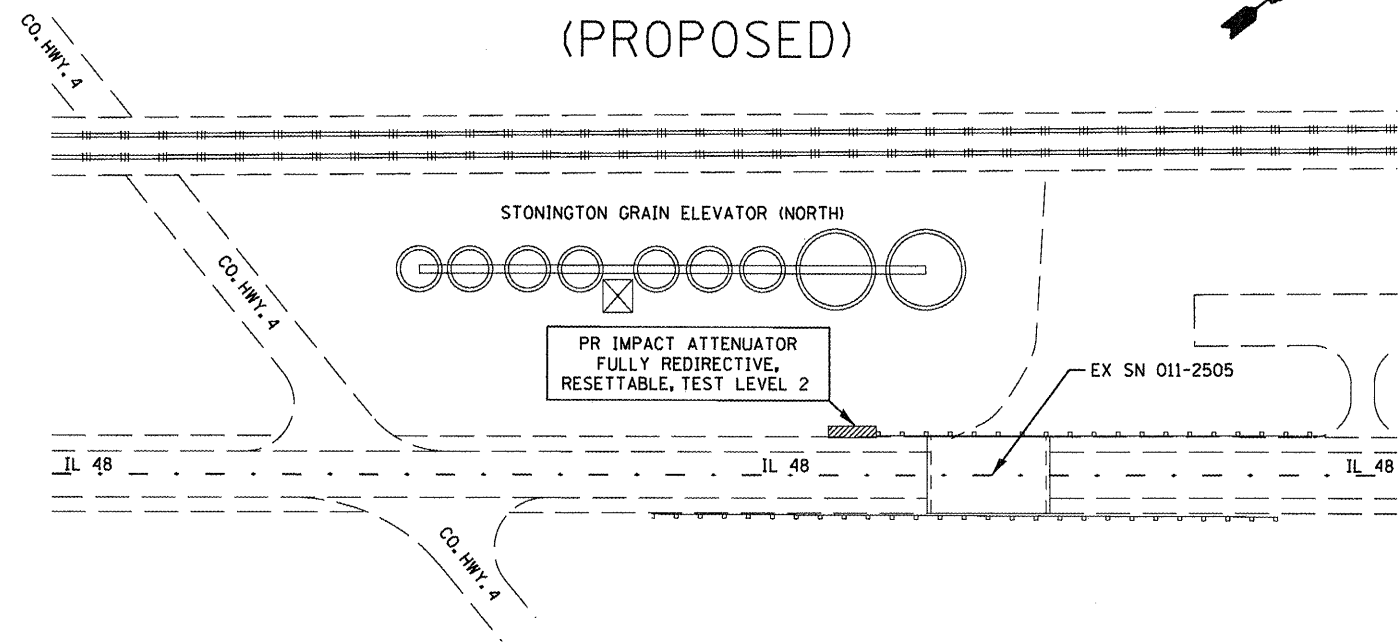 (PROPOSED)
CO. HWY. 4
STONINGTON GRAIN ELEVATOR (NORTH)
CO. HWY. 4
PR IMPACT ATTENUATOR
FULLY REDIRECTIVE,
RESETTABLE, TEST LEVEL 2
EX SN 011-2505
IL 48
IL 48
IL 48
CO. HWY. 4